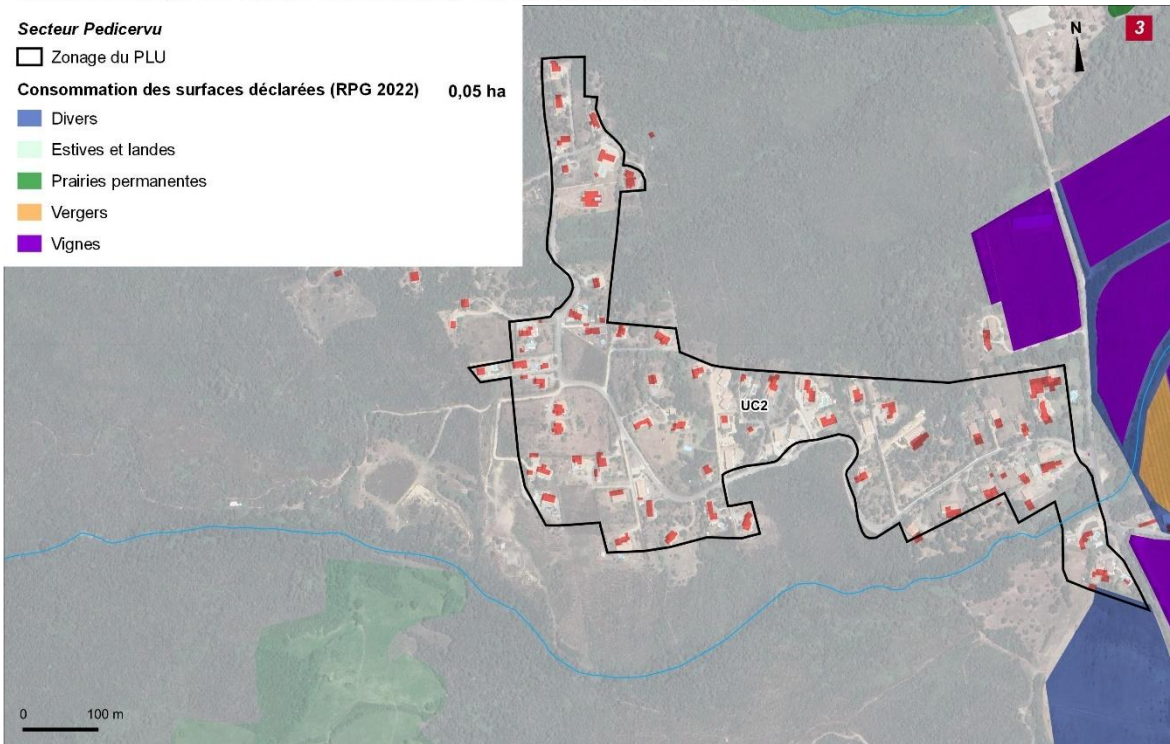 Secteur Pedicervu
Zonage du PLU
Consommation des surfaces déclarées (RPG 2022) 0,05 ha
Divers
Estives et landes
Prairies permanentes
Vergers
Vignes
N
3
UC2
0 100 m